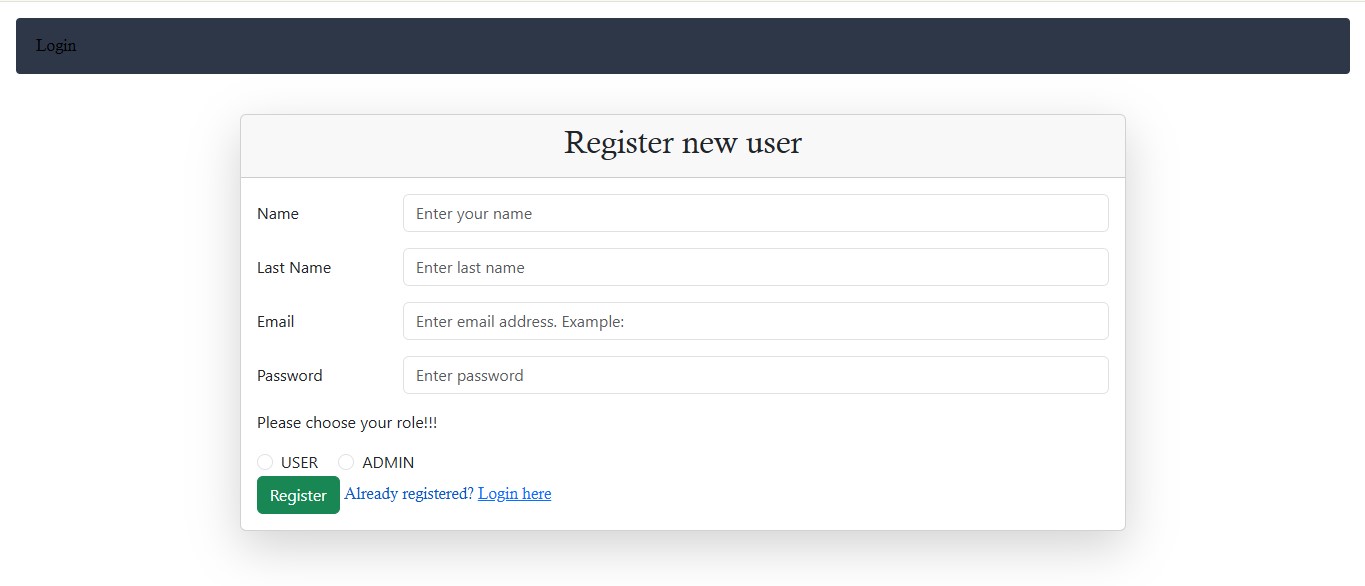 Login
Register new user
Name Enter your name
Last Name Enter last name
Email Enter email address. Example:
Password Enter password
Please choose your role!!!
USER ADMIN
Register Already registered? Login here